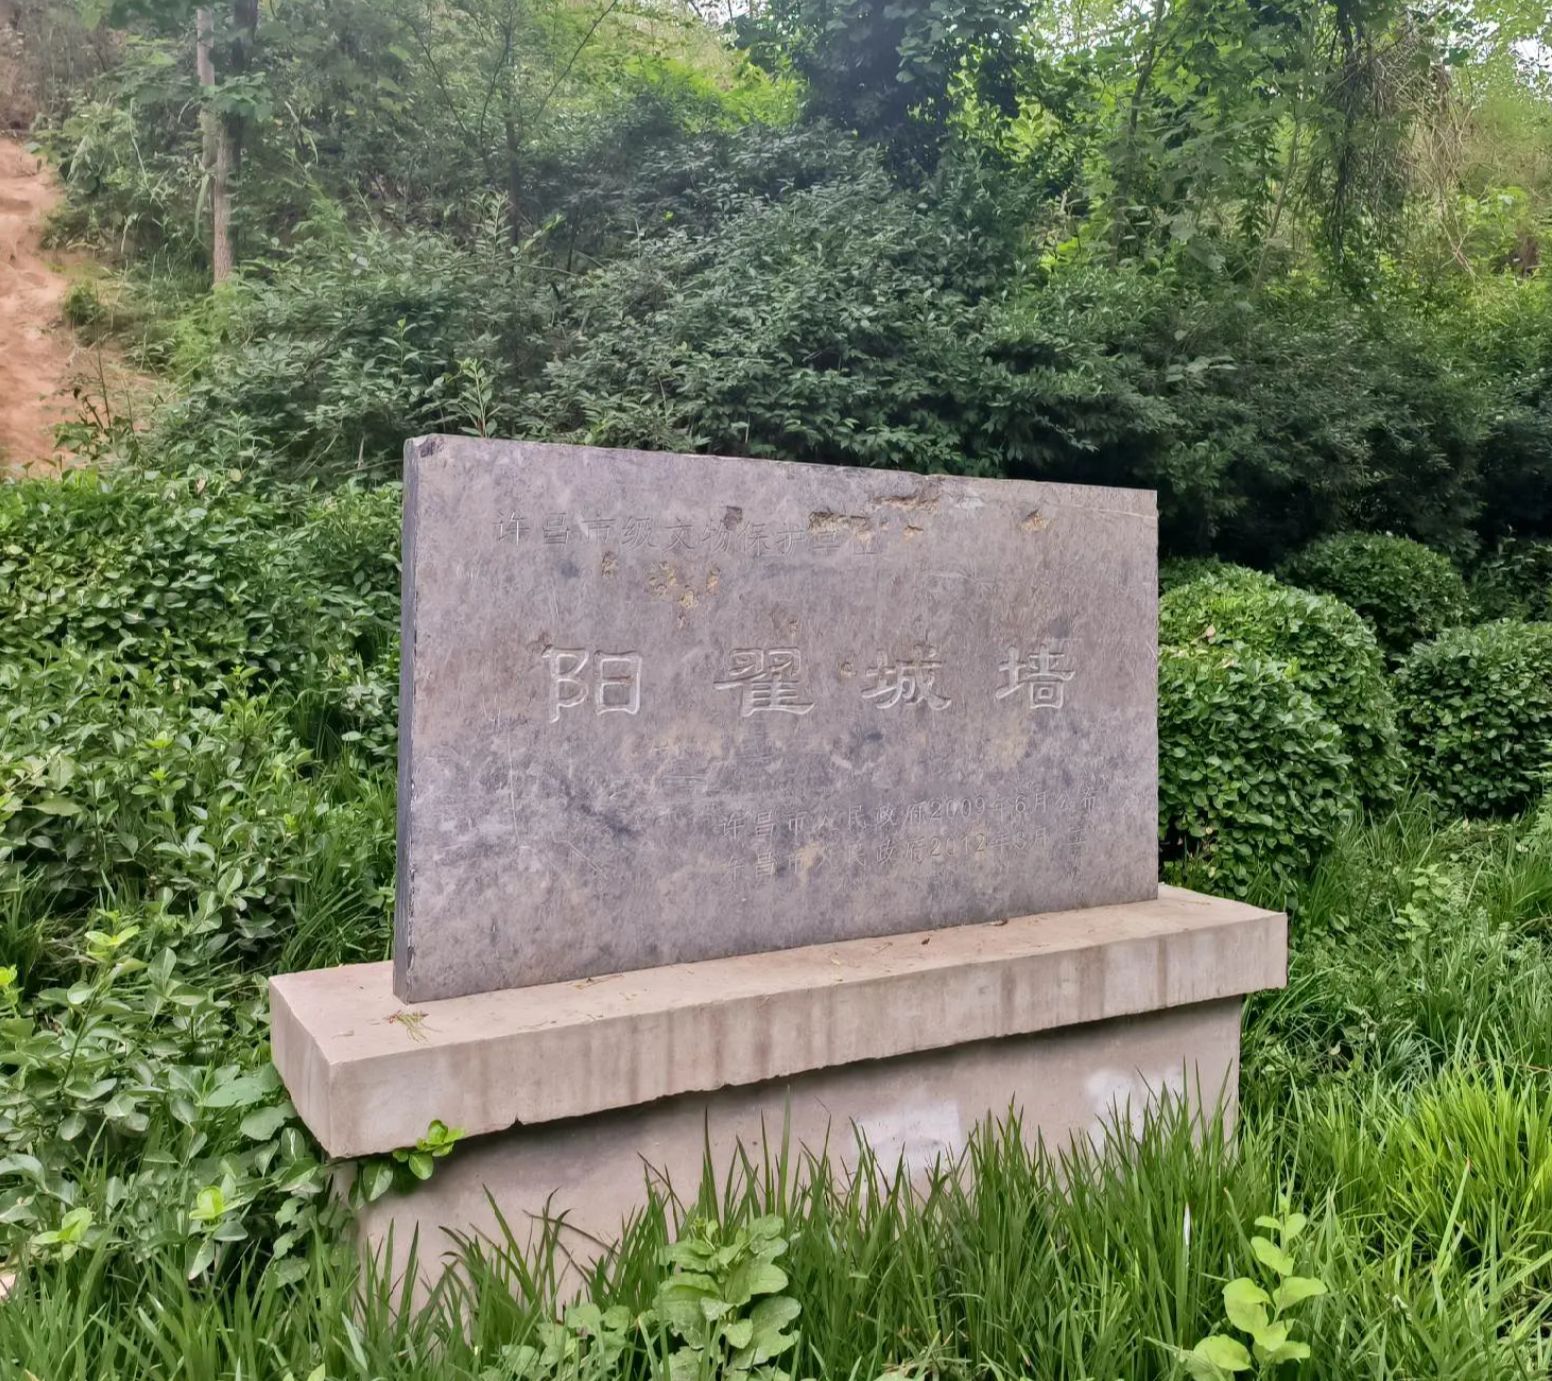 许昌市级文物保护单位
阳翟城墙
许昌市人民政府2009年6月公布
许昌市人民政府2012年6月立